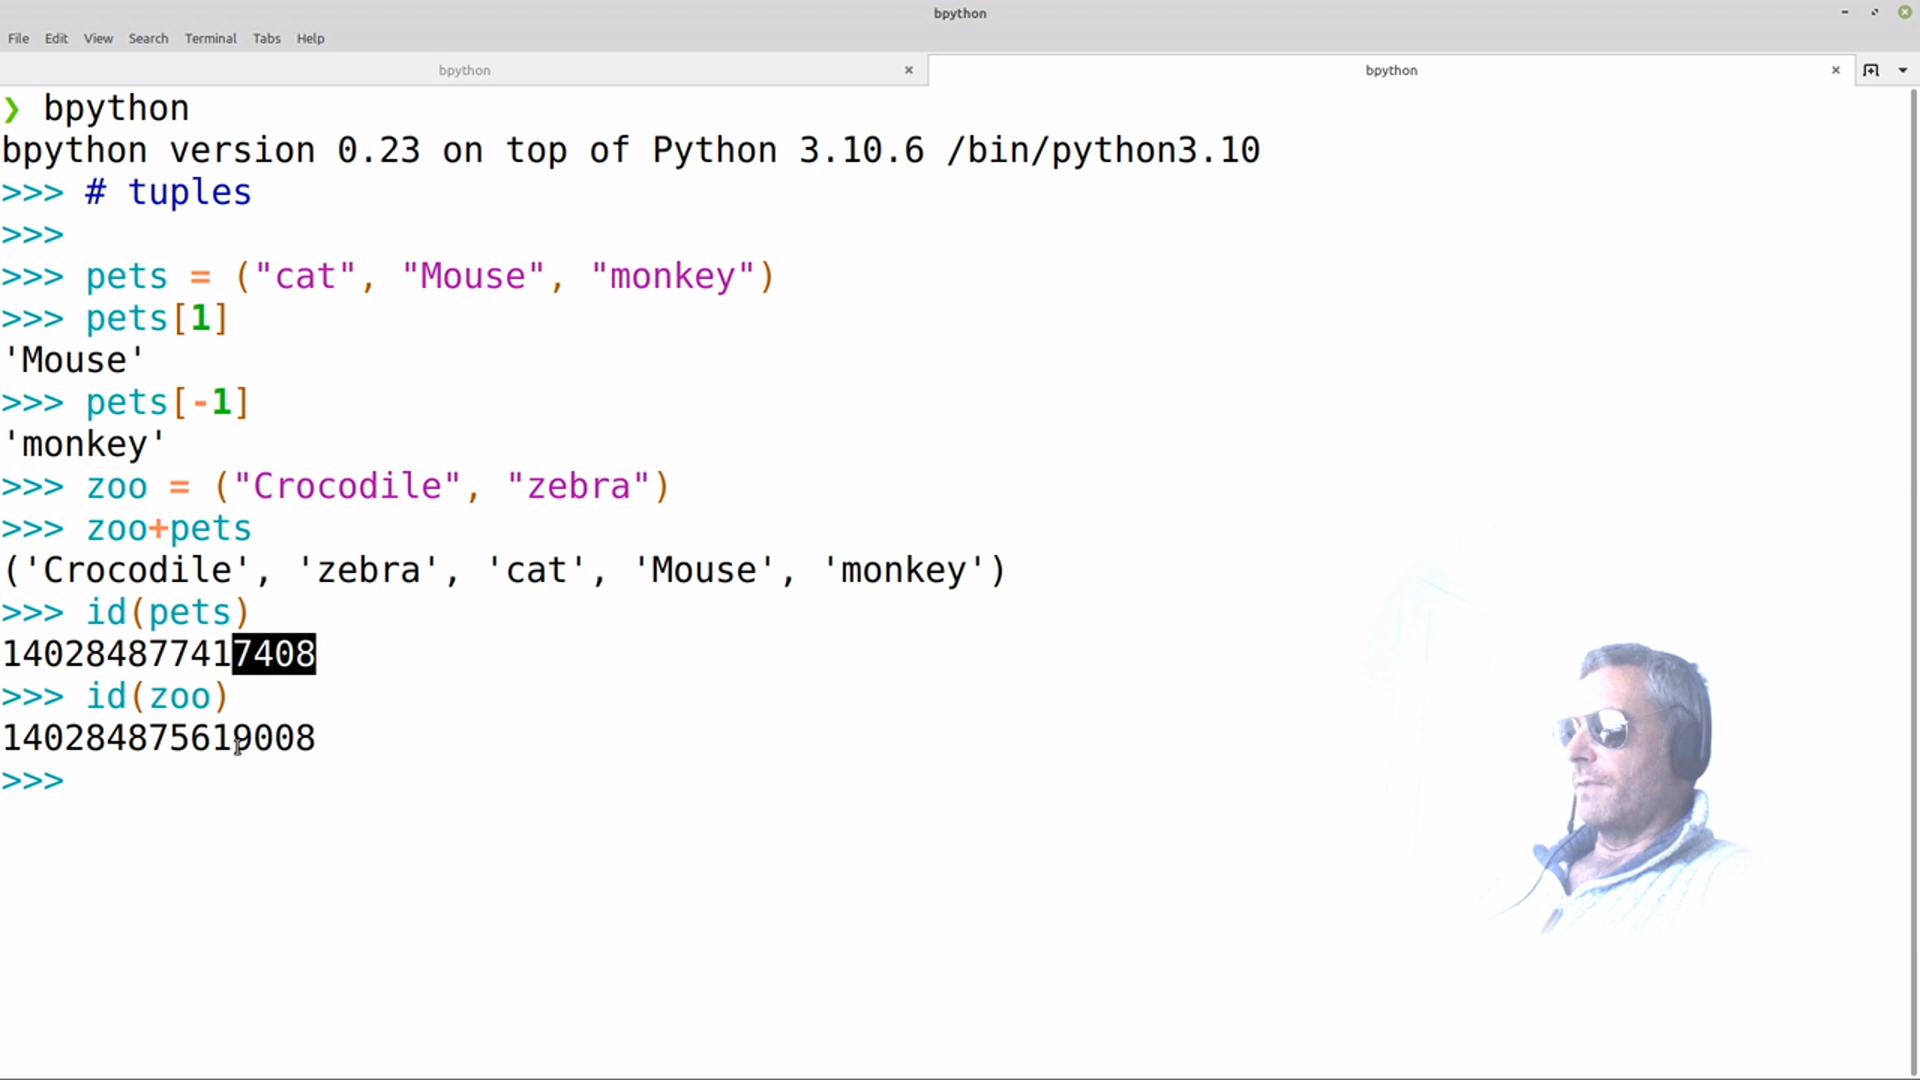 bpython
File Edit View Search Terminal Tabs Help
bpython bpython
❯ bpython
bpython version 0.23 on top of Python 3.10.6 /bin/python3.10
>>> # tuples
>>>
>>> pets = ("cat", "Mouse", "monkey")
>>> pets[1]
'Mouse'
>>> pets[-1]
'monkey'
>>> zoo = ("Crocodile", "zebra")
>>> zoo+pets
('Crocodile', 'zebra', 'cat', 'Mouse', 'monkey')
>>> id(pets)
140284877417408
>>> id(zoo)
140284875619008
>>>